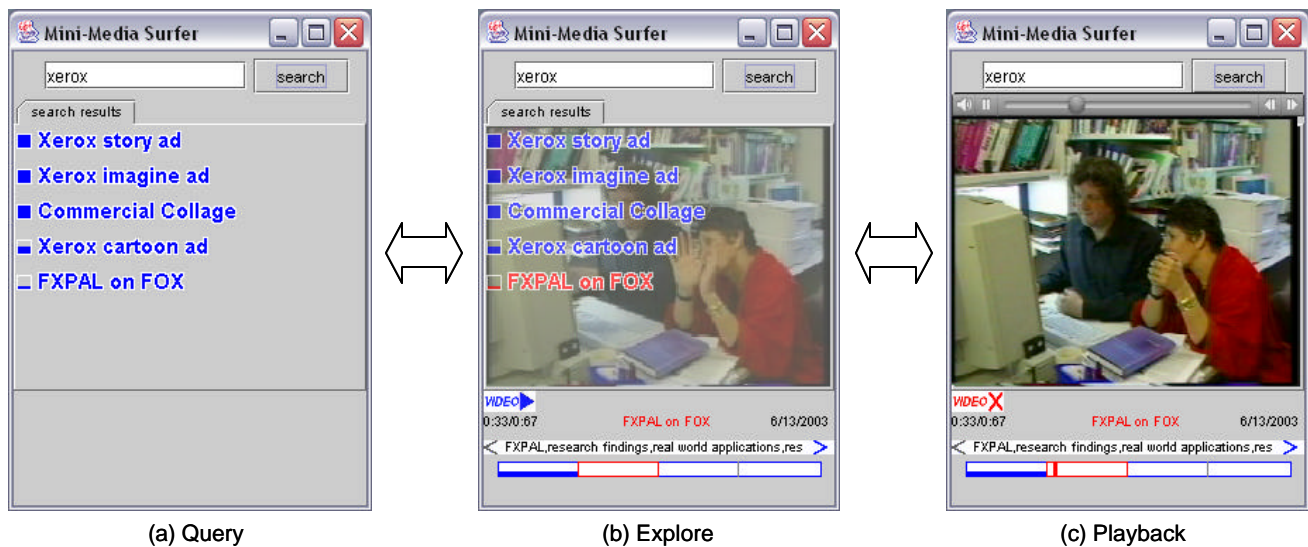 Mini-Media Surfer
xerox
search
search results
Xerox story ad
Xerox imagine ad
Commercial Collage
Xerox cartoon ad
FXPAL on FOX
(a) Query
Mini-Media Surfer
xerox
search
search results
Xerox story ad
Xerox imagine ad
Commercial Collage
Xerox cartoon ad
FXPAL on FOX
VIDEO
0:33/0:67 FXPAL on FOX 6/13/2003
FXPAL,research findings,real world applications,res
(b) Explore
Mini-Media Surfer
xerox
search
VIDEO
0:33/0:67 FXPAL on FOX 6/13/2003
FXPAL,research findings,real world applications,res
(c) Playback